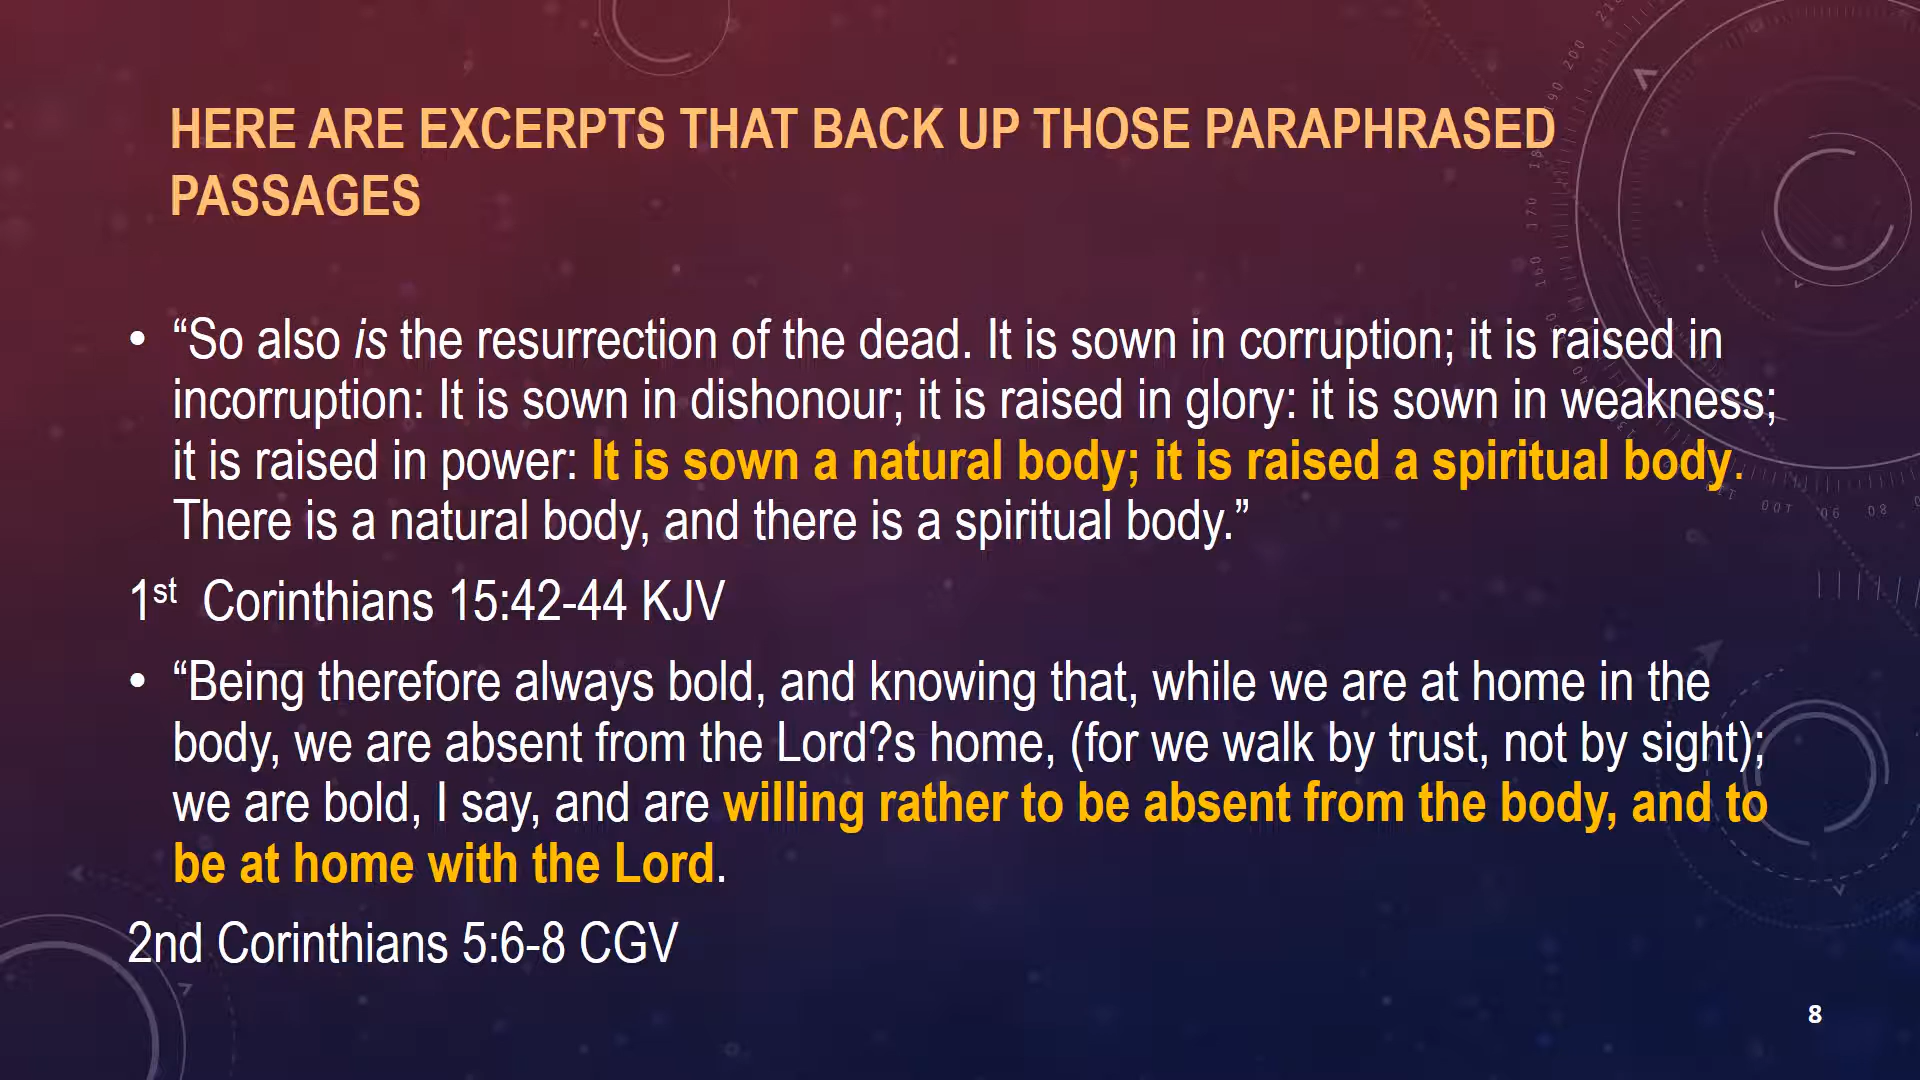 HERE ARE EXCERPTS THAT BACK UP THOSE PARAPHRASED
PASSAGES
• “So also is the resurrection of the dead. It is sown in corruption; it is raised in
incorruption: It is sown in dishonour; it is raised in glory: it is sown in weakness;
it is raised in power: It is sown a natural body; it is raised a spiritual body.
There is a natural body, and there is a spiritual body.”
1st Corinthians 15:42-44 KJV
• “Being therefore always bold, and knowing that, while we are at home in the
body, we are absent from the Lord?s home, (for we walk by trust, not by sight);
we are bold, I say, and are willing rather to be absent from the body, and to
be at home with the Lord.
2nd Corinthians 5:6-8 CGV
8